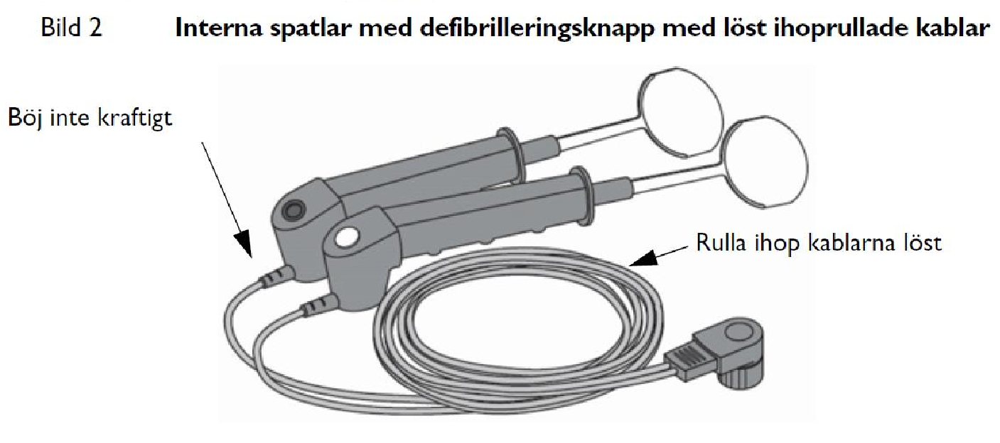 Bild 2 Interna spatlar med defibrilleringsknapp med löst ihoprullade kablar
Böj inte kraftigt
Rulla ihop kablarna löst